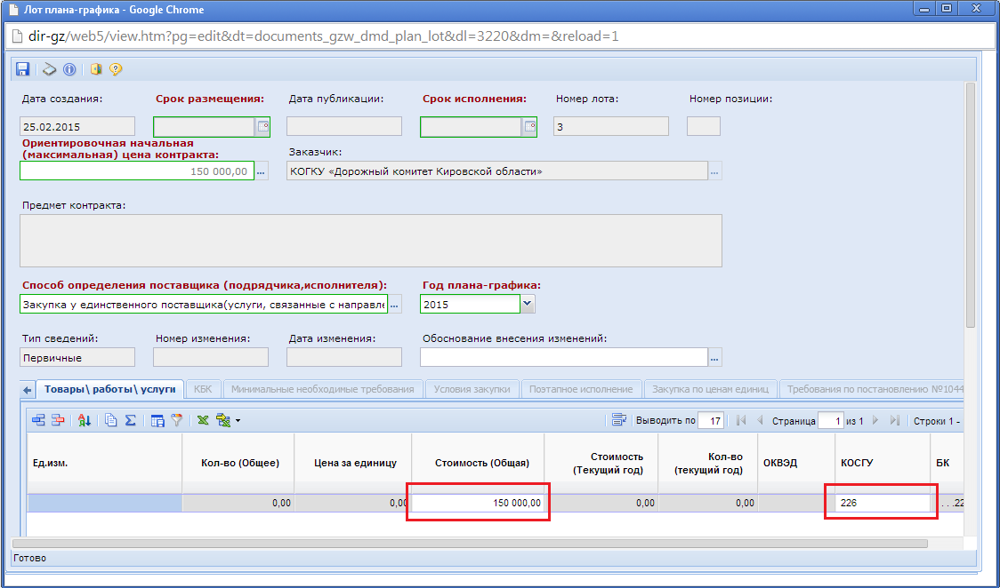 Лот плана-графика - Google Chrome
dir-gz/web5/view.htm?pg=edit&dt=documents_gzw_dmd_plan_lot&dl=3220&dm=&reload=1
Дата создания: Срок размещения: Дата публикации: Срок исполнения: Номер лота: Номер позиции:
25.02.2015 3
Ориентировочная начальная
(максимальная) цена контракта: Заказчик:
150 000,00 ... КОГКУ «Дорожный комитет Кировской области» ...
Предмет контракта:
Способ определения поставщика (подрядчика,исполнителя): Год плана-графика:
Закупка у единственного поставщика(услуги, связанные с направле ... 2015
Тип сведений: Номер изменения: Дата изменения: Обоснование внесения изменений:
Первичные ...
Товары\ работы\ услуги КБК Минимальные необходимые требования Условия закупки Поэтапное исполнение Закупка по ценам единиц Требования по постановлению №1044
Выводить по 17 Страница 1 из 1 Строки 1 -
Ед.изм. Кол-во (Общее) Цена за единицу Стоимость (Общая) Стоимость (Текущий год) Кол-во (текущий год) ОКВЭД КОСГУ БК
0,00 0,00 150 000,00 0,00 0,00 226 . . .22
Готово